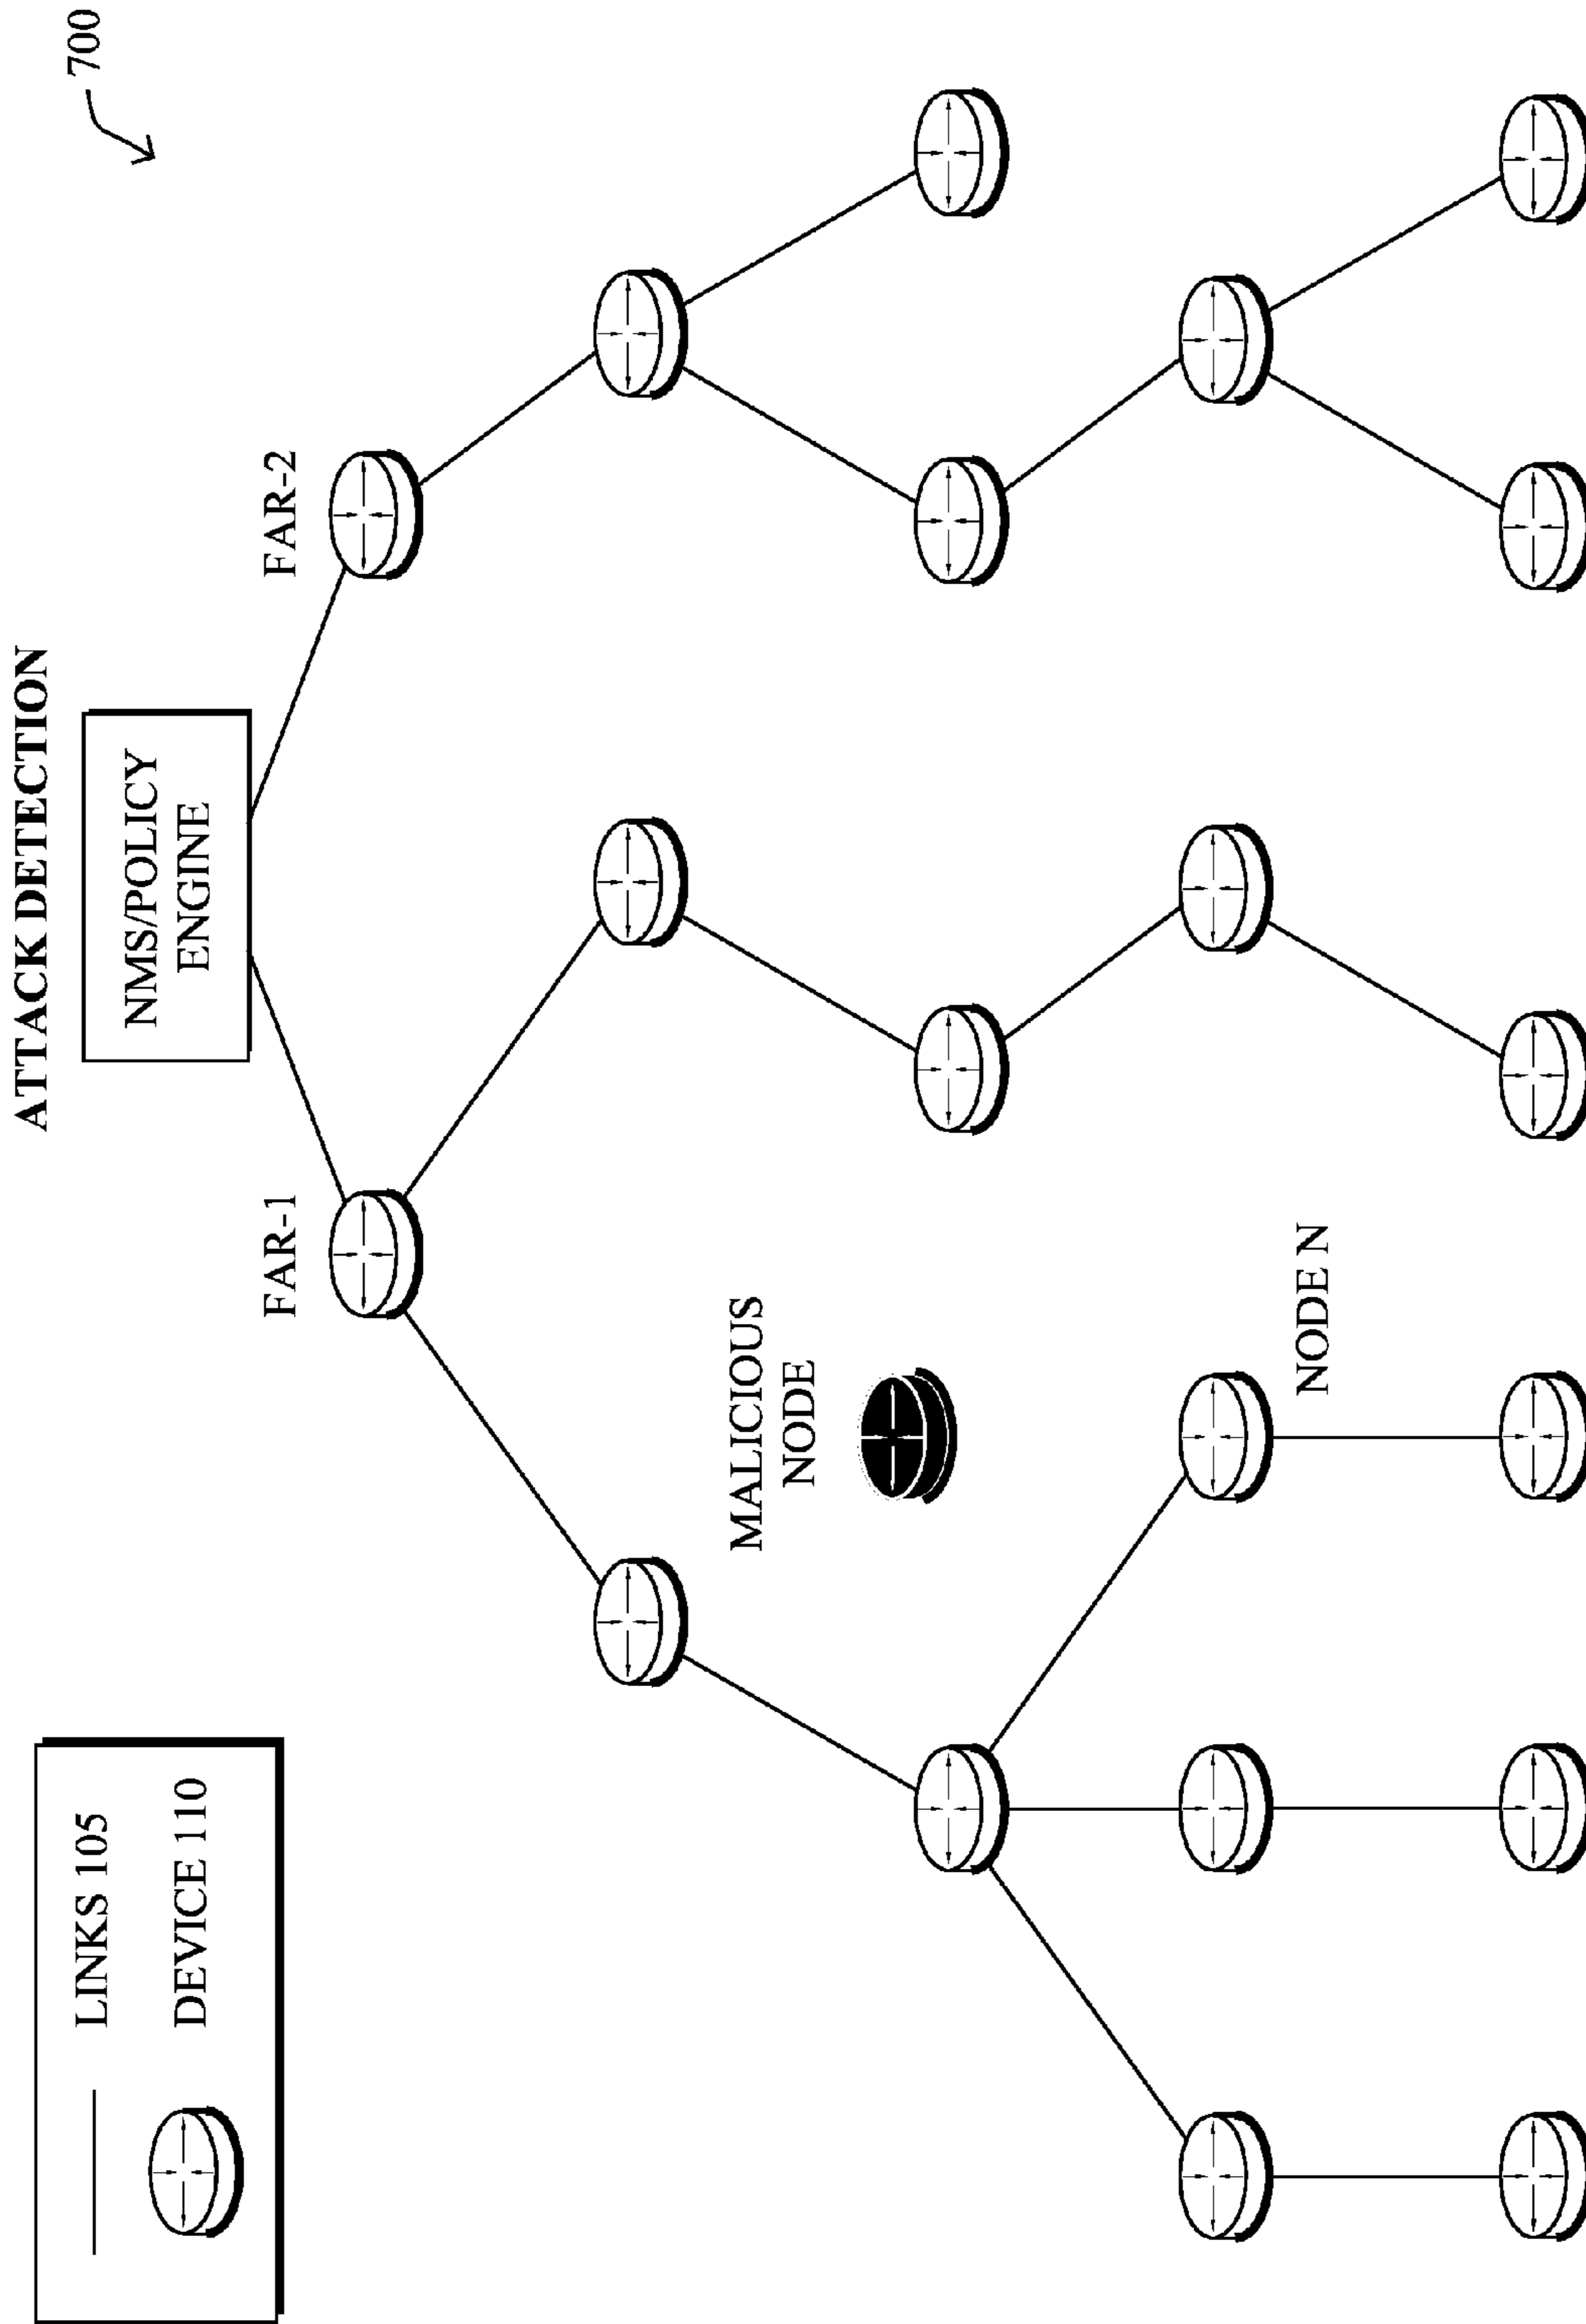 ATTACK DETECTION
700
LINKS 105
DEVICE 110
NMS/POLICY
ENGINE
FAR-1
FAR-2
MALICIOUS
NODE
NODE N